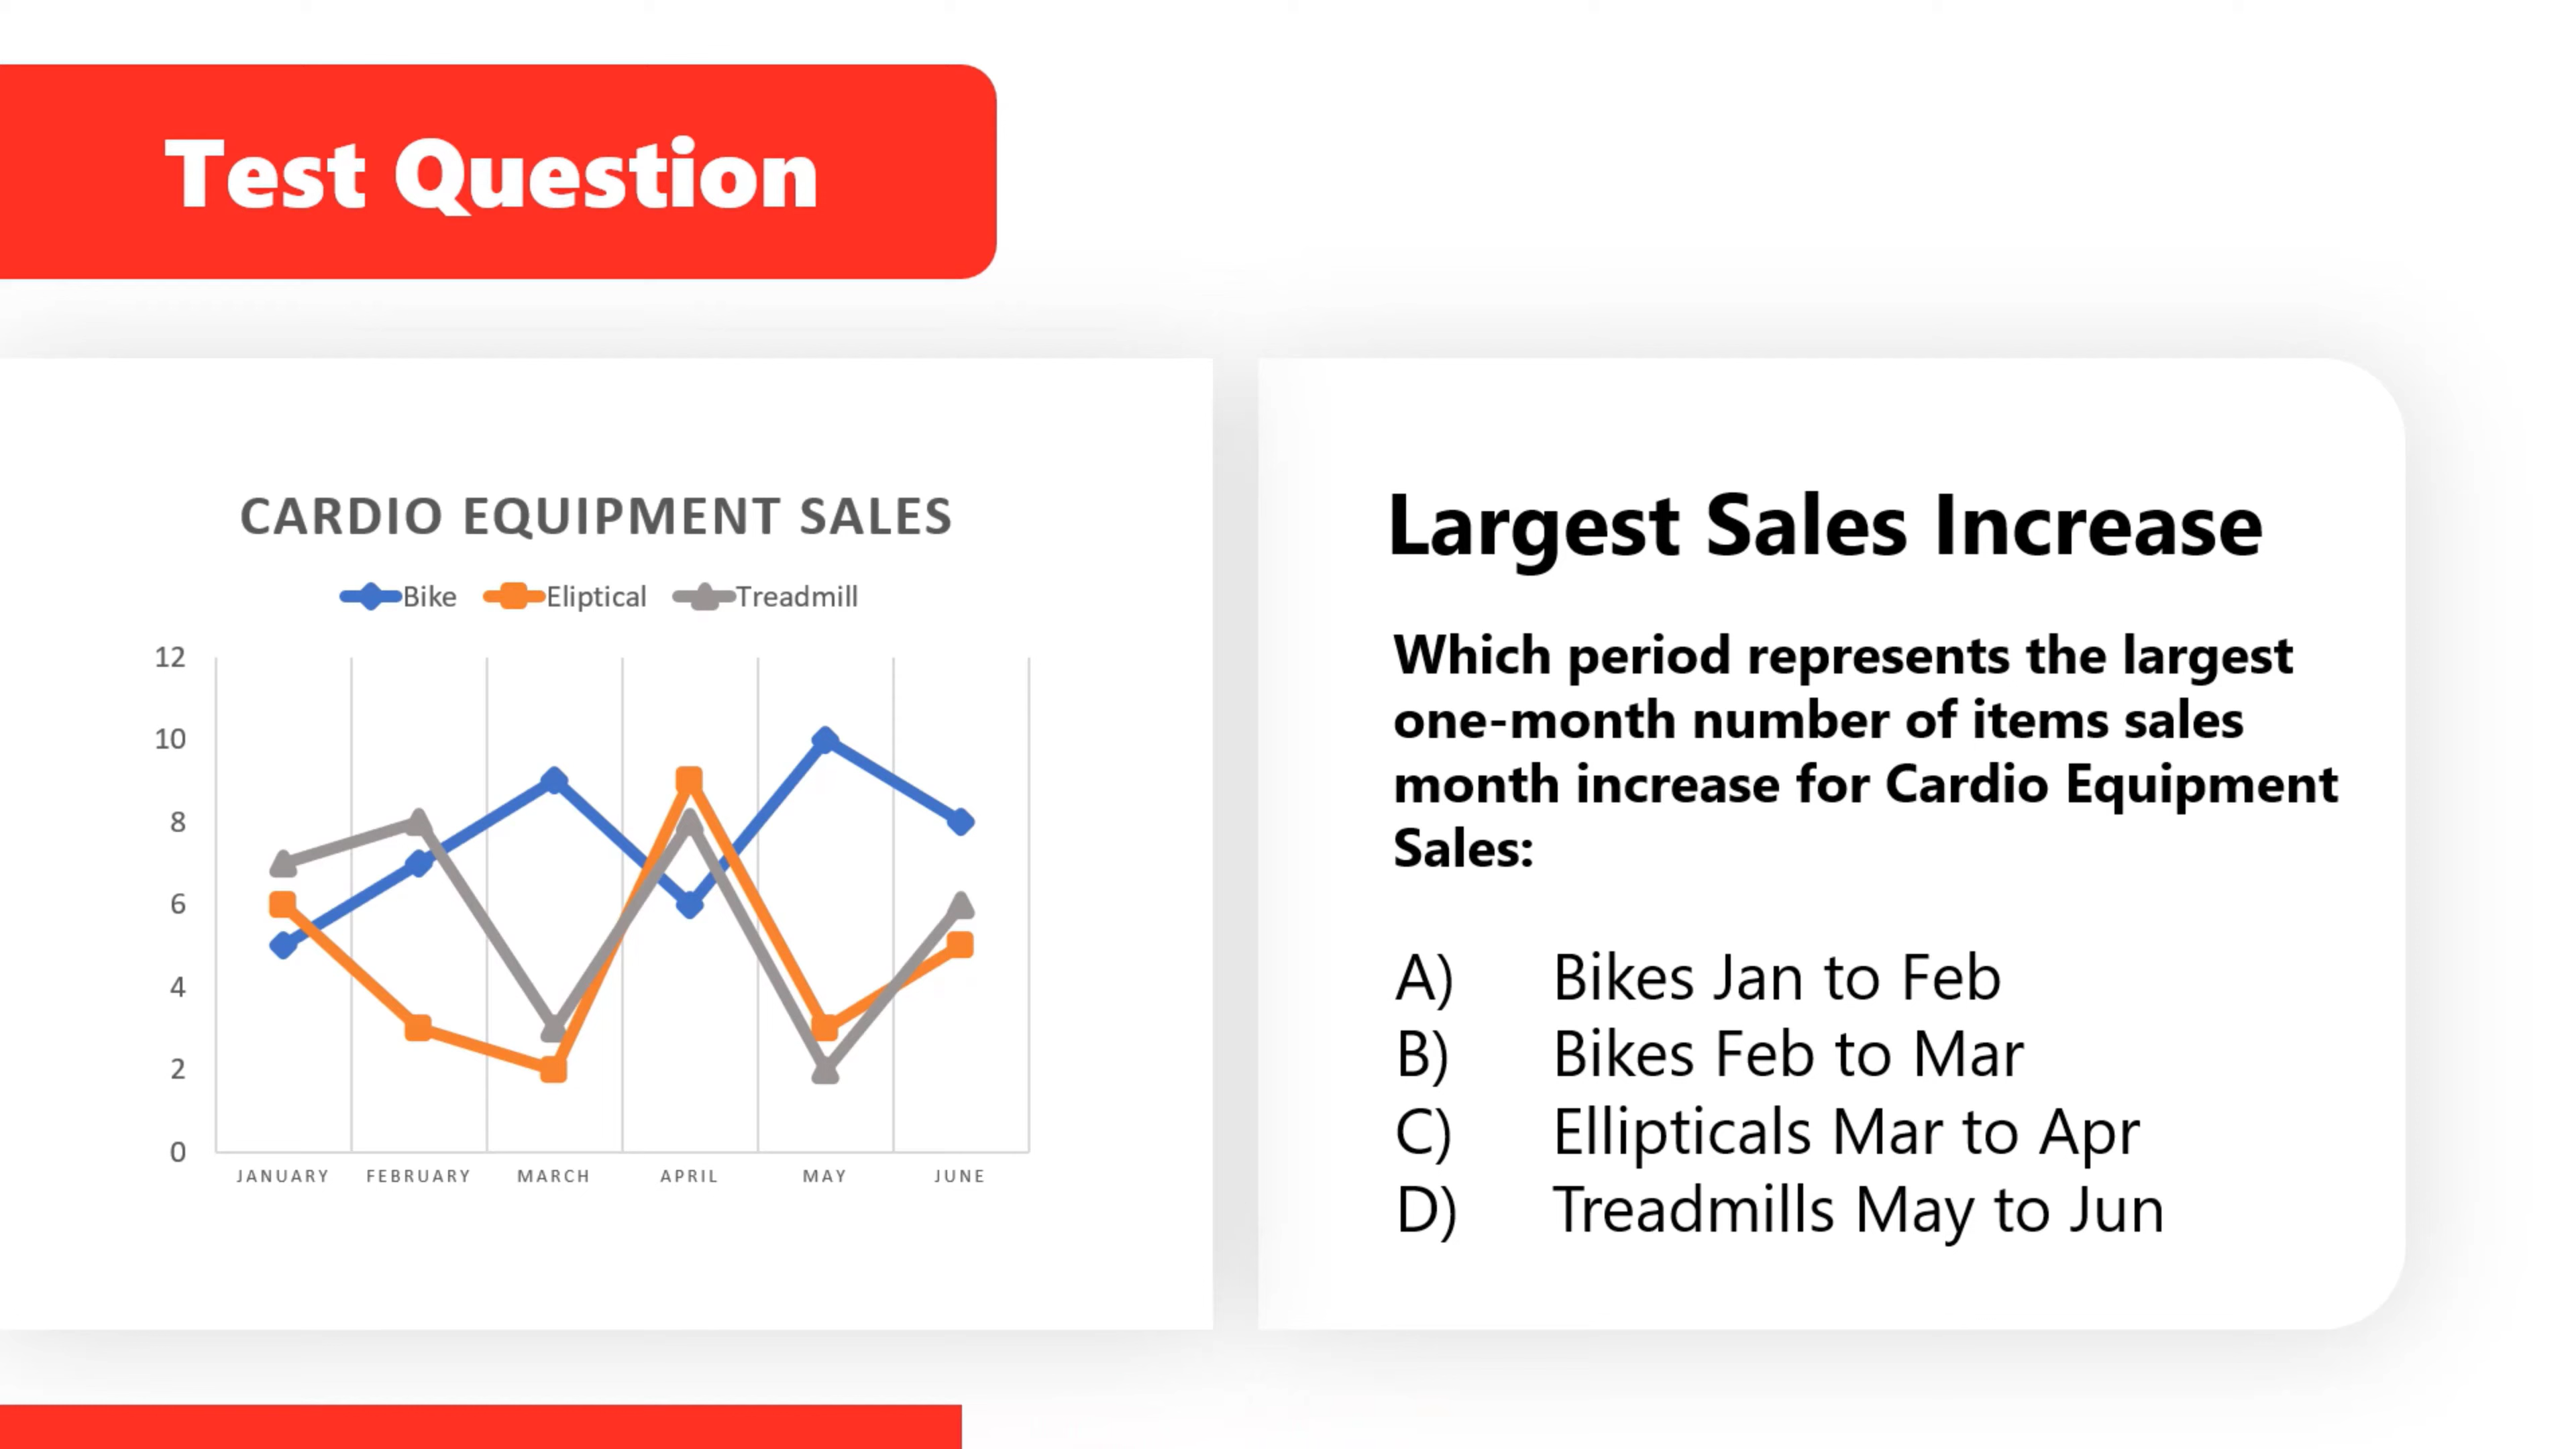 Test Question
CARDIO EQUIPMENT SALES
Bike Eliptical Treadmill
12
10
8
6
4
2
0
JANUARY FEBRUARY MARCH APRIL MAY JUNE
Largest Sales Increase
Which period represents the largest
one-month number of items sales
month increase for Cardio Equipment
Sales:
A) Bikes Jan to Feb
B) Bikes Feb to Mar
C) Ellipticals Mar to Apr
D) Treadmills May to Jun